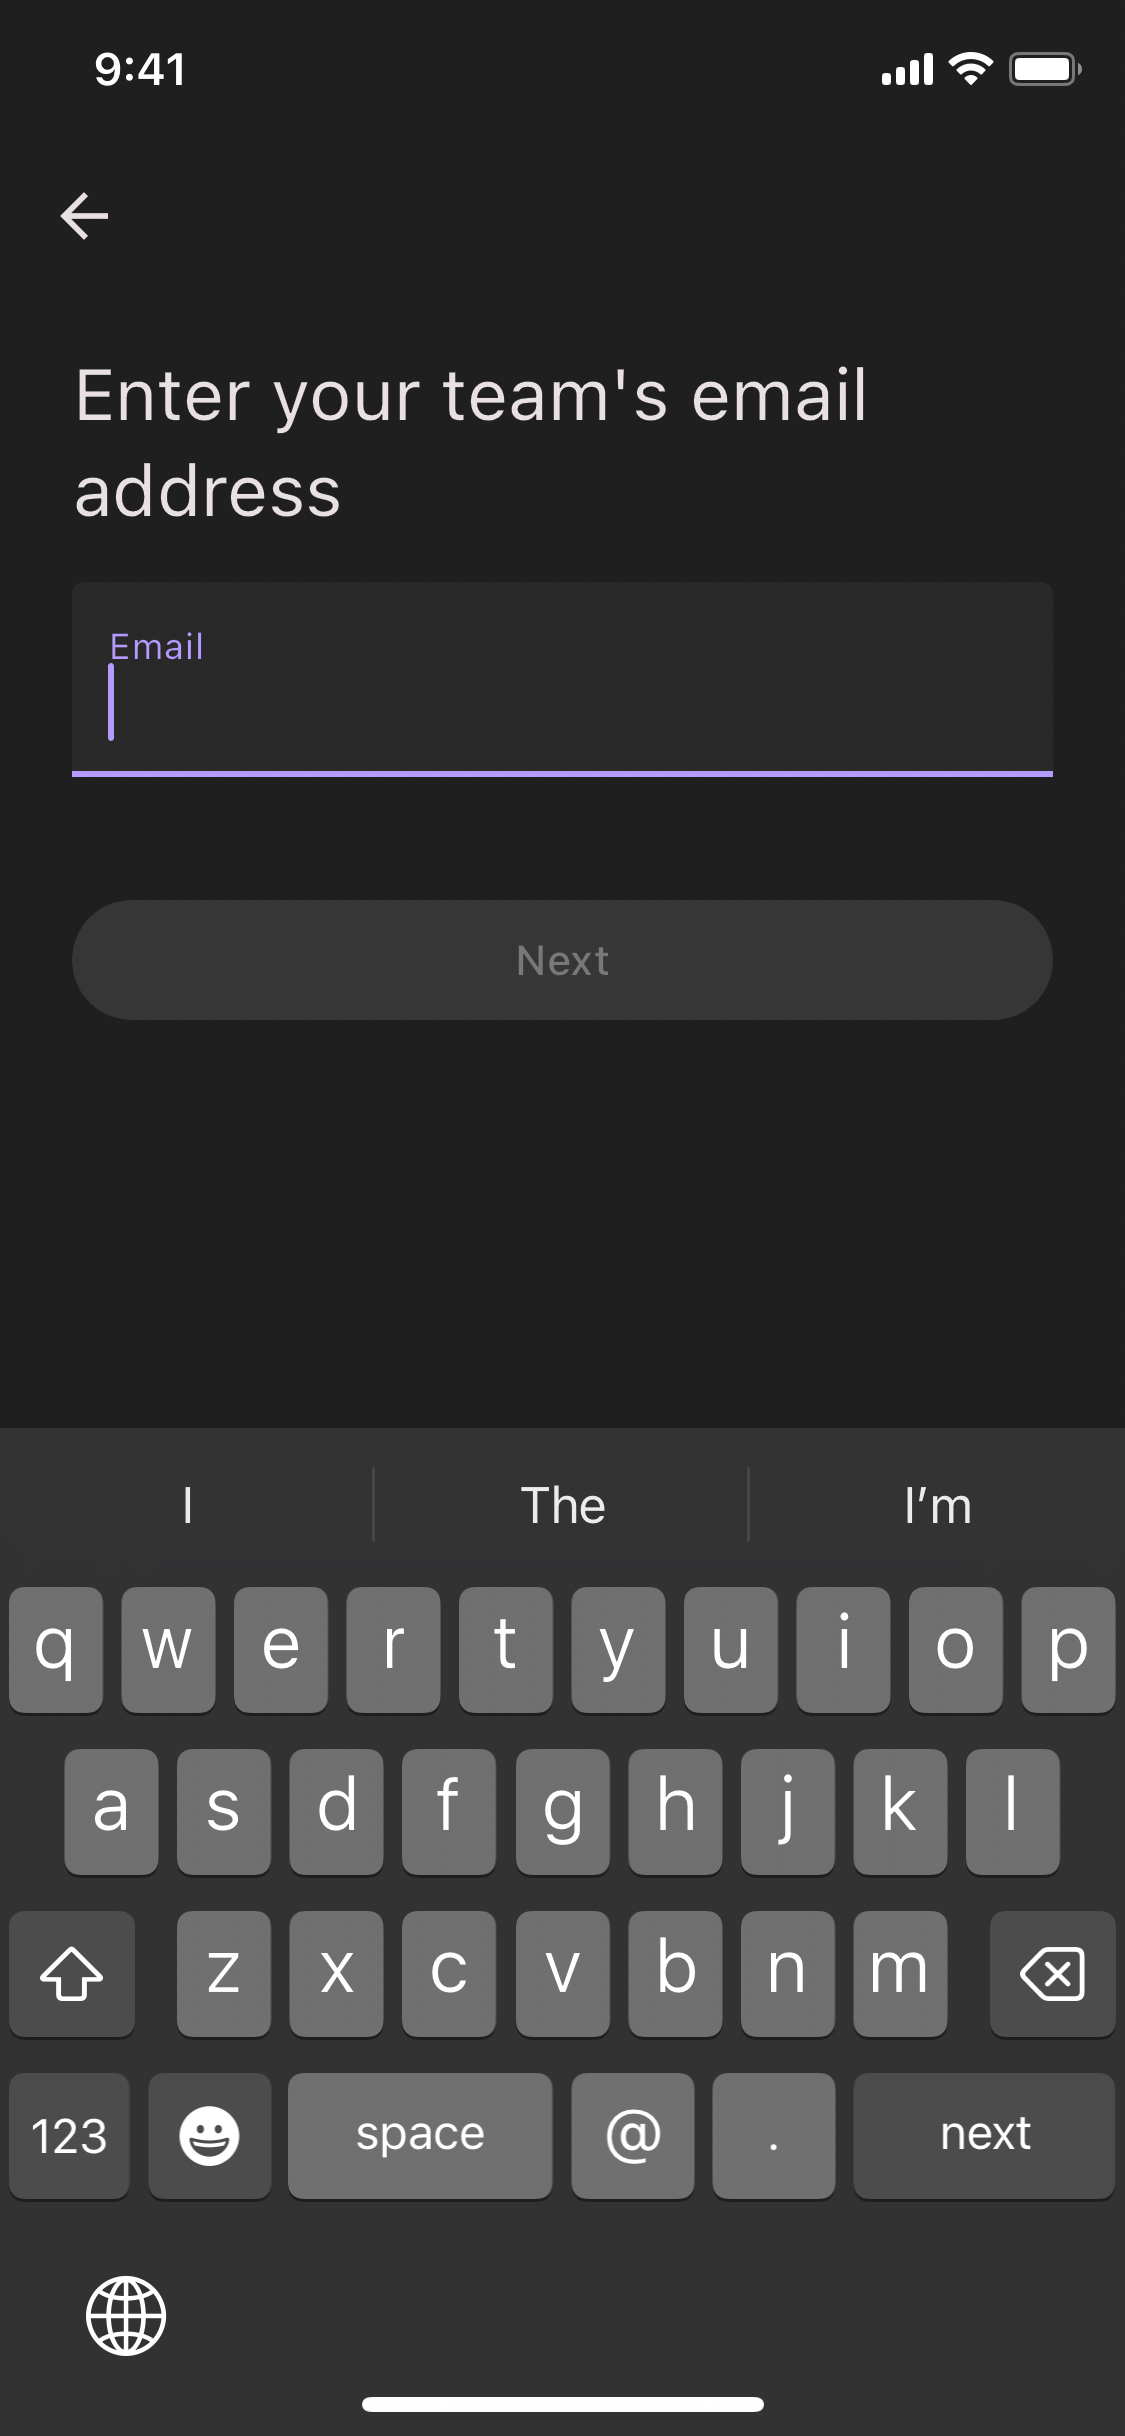 9:41
Enter your team's email
address
Email
Next
I The I'm
q w e r t y u i o p
a s d f g h j k l
z x c v b n m
123 space @ . next